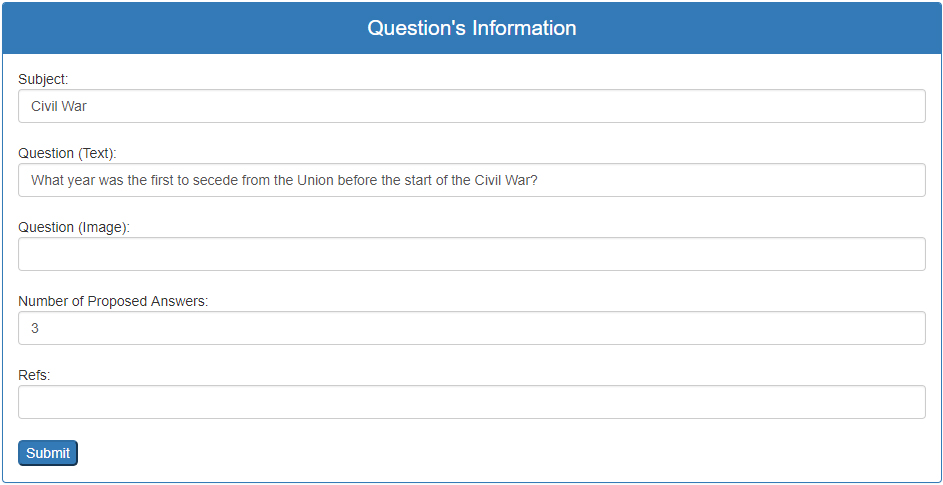 Question's Information
Subject:
Civil War
Question (Text):
What year was the first to secede from the Union before the start of the Civil War?
Question (Image):
Number of Proposed Answers:
3
Refs:
Submit